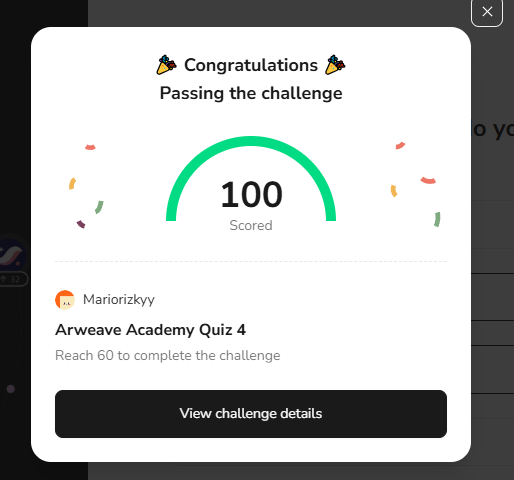 Congratulations
Passing the challenge
o yo
100
Scored
32
Mariorizkyy
Arweave Academy Quiz 4
Reach 60 to complete the challenge
View challenge details